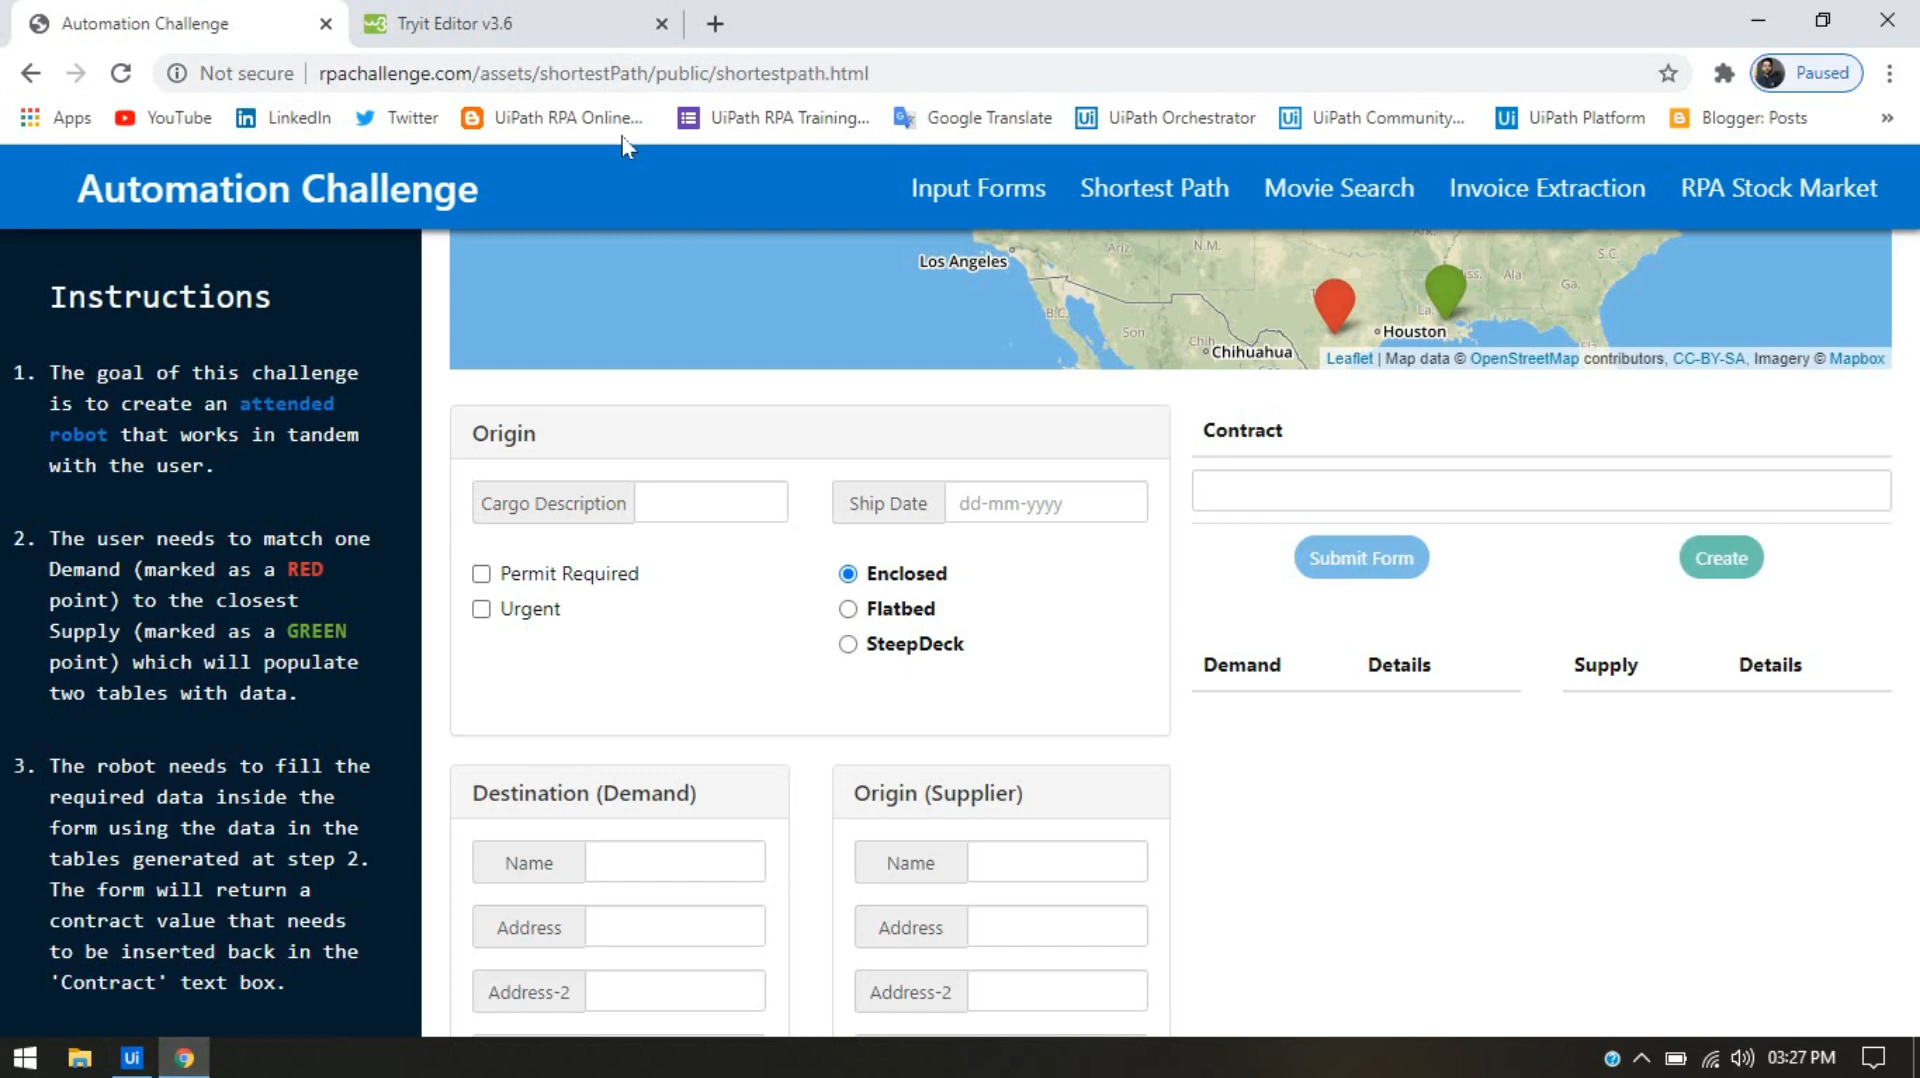 Automation Challenge
Tryit Editor v3.6
Not secure
rpachallenge.com/assets/shortestPath/public/shortestpath.html
Paused
Apps
YouTube
LinkedIn
Twitter
UiPath RPA Online...
UiPath RPA Training...
Google Translate
UiPath Orchestrator
UiPath Community...
UiPath Platform
Blogger: Posts
»
Automation Challenge
Input Forms
Shortest Path
Movie Search
Invoice Extraction
RPA Stock Market
Instructions
1. The goal of this challenge
is to create an attended
robot that works in tandem
with the user.
2. The user needs to match one
Demand (marked as a RED
point) to the closest
Supply (marked as a GREEN
point) which will populate
two tables with data.
3. The robot needs to fill the
required data inside the
form using the data in the
tables generated at step 2.
The form will return a
contract value that needs
to be inserted back in the
'Contract' text box.
Ariz.
N.M.
Ark.
S.C.
Los Angeles
Miss.
Ala.
Ga.
B.C.
La.
Son.
Houston
Chih.
Chihuahua
Leaflet | Map data © OpenStreetMap contributors, CC-BY-SA, Imagery © Mapbox
Origin
Cargo Description
Ship Date
dd-mm-yyyy
Permit Required
Urgent
Enclosed
Flatbed
SteepDeck
Contract
Submit Form
Create
Demand
Details
Supply
Details
Destination (Demand)
Name
Address
Address-2
Origin (Supplier)
Name
Address
Address-2
Ui
03:27 PM